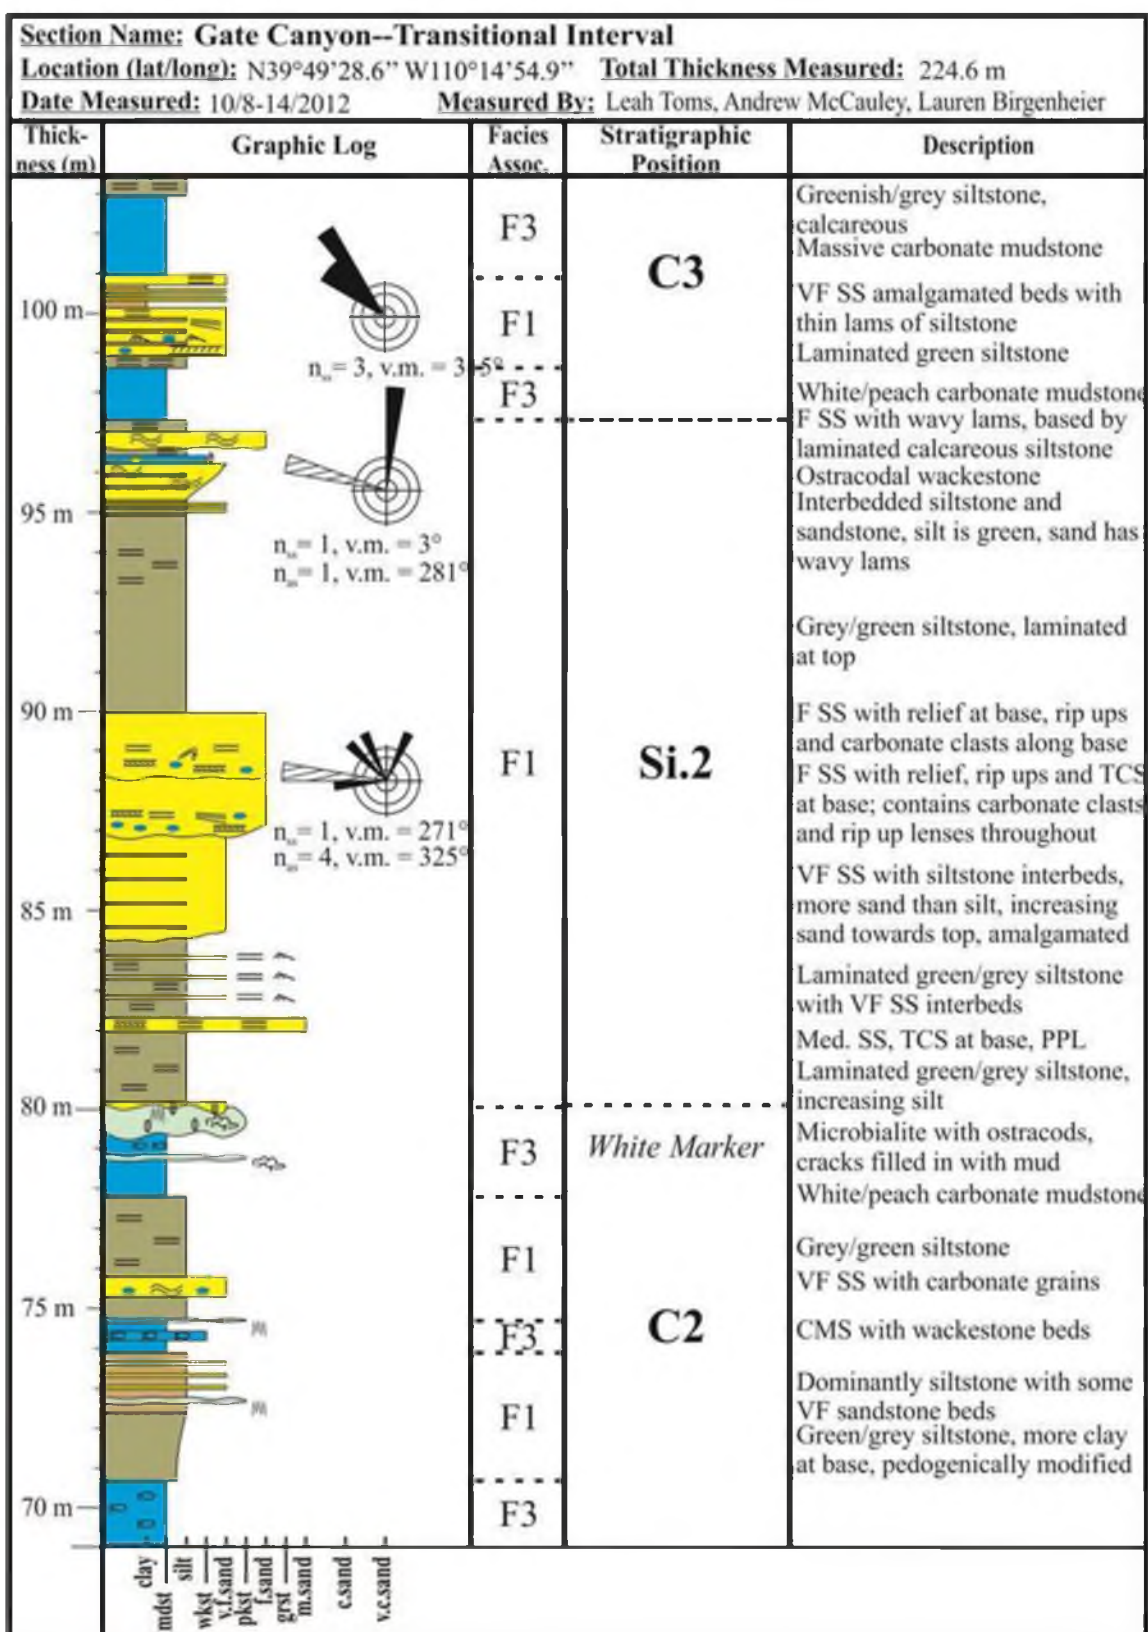 Section Name: Gate Canyon--Transitional Interval
Location (lat/long): N39°49'28.6” W110°14'54.9” Total Thickness Measured: 224.6 m
Date Measured: 10/8-14/2012 Measured By: Leah Toms, Andrew McCauley, Lauren Birgenheier
Thick-
ness (m)
Graphic Log
Facies
Assoc.
Stratigraphic
Position
Description
100 m
95 m
90 m
85 m
80 m
75 m
70 m
n = 3, v.m. = 315°
n = 1, v.m. = 3°
n = 1, v.m. = 281°
n = 1, v.m. = 271°
n = 4, v.m. = 325°
clay
mdst
silt
wkst
v.f.sand
pkst
f.sand
grst
m.sand
c.sand
v.c.sand
F3
F1
F3
F1
F3
F1
F3
F1
F3
C3
Si.2
White Marker
C2
Greenish/grey siltstone,
calcareous
Massive carbonate mudstone
VF SS amalgamated beds with
thin lams of siltstone
Laminated green siltstone
White/peach carbonate mudstone
F SS with wavy lams, based by
laminated calcareous siltstone
Ostracodal wackestone
Interbedded siltstone and
sandstone, silt is green, sand has
wavy lams
Grey/green siltstone, laminated
at top
F SS with relief at base, rip ups
and carbonate clasts along base
F SS with relief, rip ups and TCS
at base; contains carbonate clasts
and rip up lenses throughout
VF SS with siltstone interbeds,
more sand than silt, increasing
sand towards top, amalgamated
Laminated green/grey siltstone
with VF SS interbeds
Med. SS, TCS at base, PPL
Laminated green/grey siltstone,
increasing silt
Microbialite with ostracods,
cracks filled in with mud
White/peach carbonate mudstone
Grey/green siltstone
VF SS with carbonate grains
CMS with wackestone beds
Dominantly siltstone with some
VF sandstone beds
Green/grey siltstone, more clay
at base, pedogenically modified